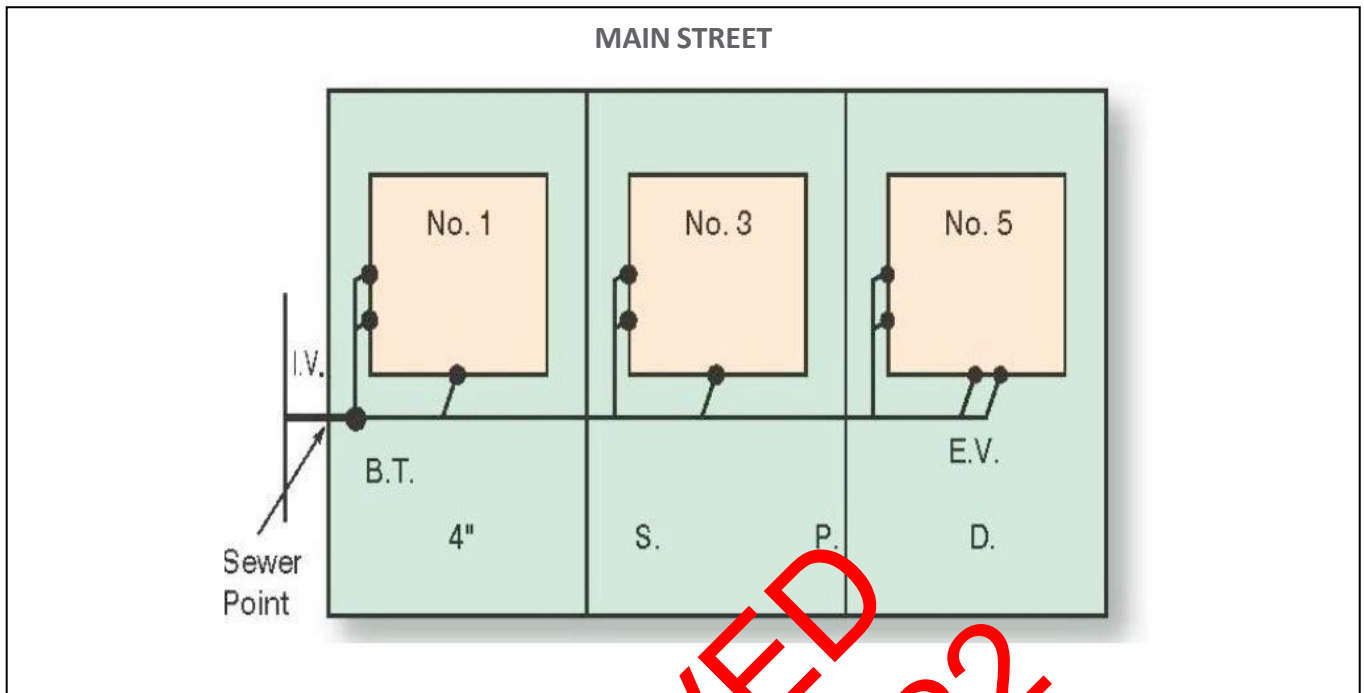 MAIN STREET
No. 1
No. 3
No. 5
I.V.
B.T.
E.V.
4" S. P. D.
Sewer
Point